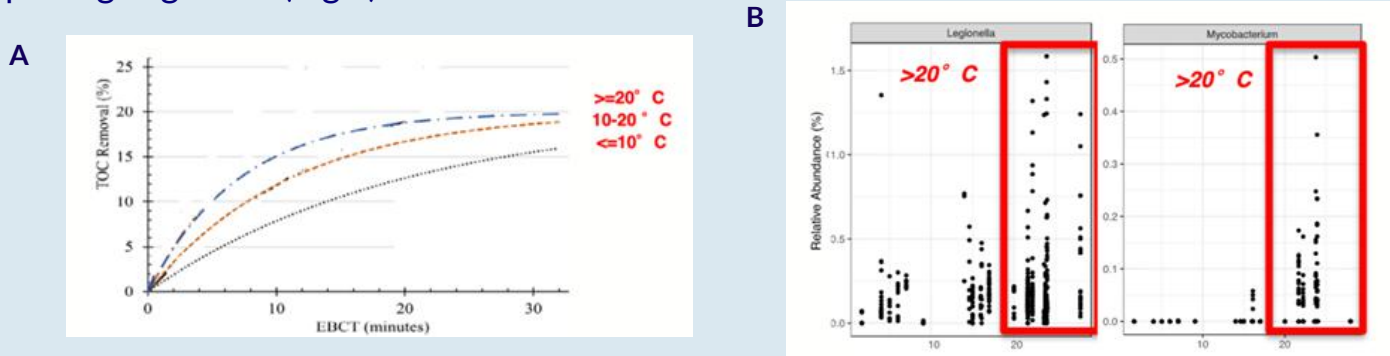 A
TOC Removal (%)
25
20
15
10
5
0
0 10 20 30
EBCT (minutes)
>=20° C
10-20 ° C
<=10° C
B
Legionella
>20° C
Relative Abundance (%)
1.5
1.0
0.5
0.0
10 20
Mycobacterium
>20° C
0.5
0.4
0.3
0.2
0.1
0.0
10 20